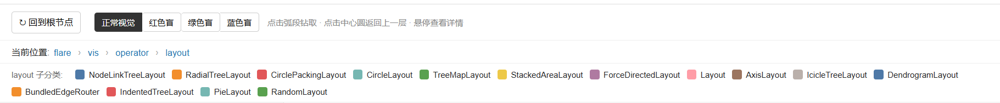 ↻ 回到根节点 正常视觉 红色盲 绿色盲 蓝色盲 点击弧段钻取 · 点击中心圆返回上一层 · 悬停查看详情
当前位置: flare › vis › operator › layout
layout 子分类: NodeLinkTreeLayout RadialTreeLayout CirclePackingLayout CircleLayout TreeMapLayout StackedAreaLayout ForceDirectedLayout Layout AxisLayout IcicleTreeLayout DendrogramLayout
BundledEdgeRouter IndentedTreeLayout PieLayout RandomLayout